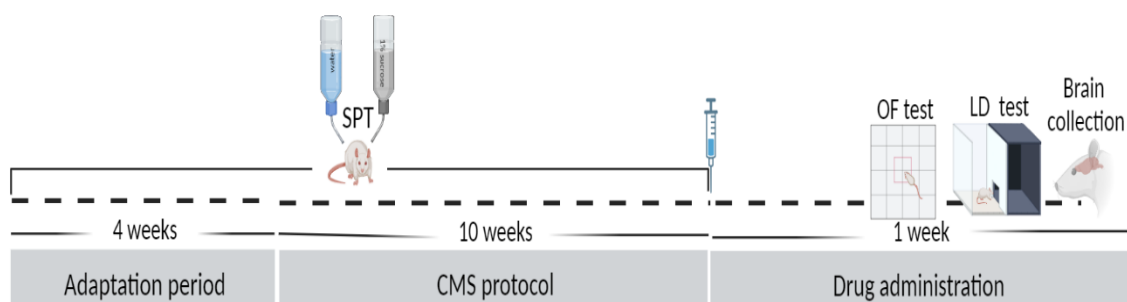 water
1% sucrose
SPT
OF test
LD test
Brain
collection
4 weeks
10 weeks
1 week
Adaptation period
CMS protocol
Drug administration